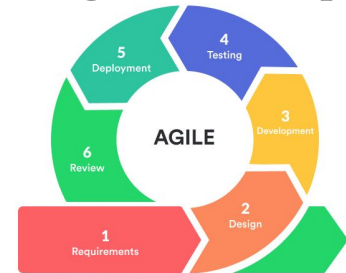 1
Requirements
2
Design
3
Development
4
Testing
5
Deployment
6
Review
AGILE